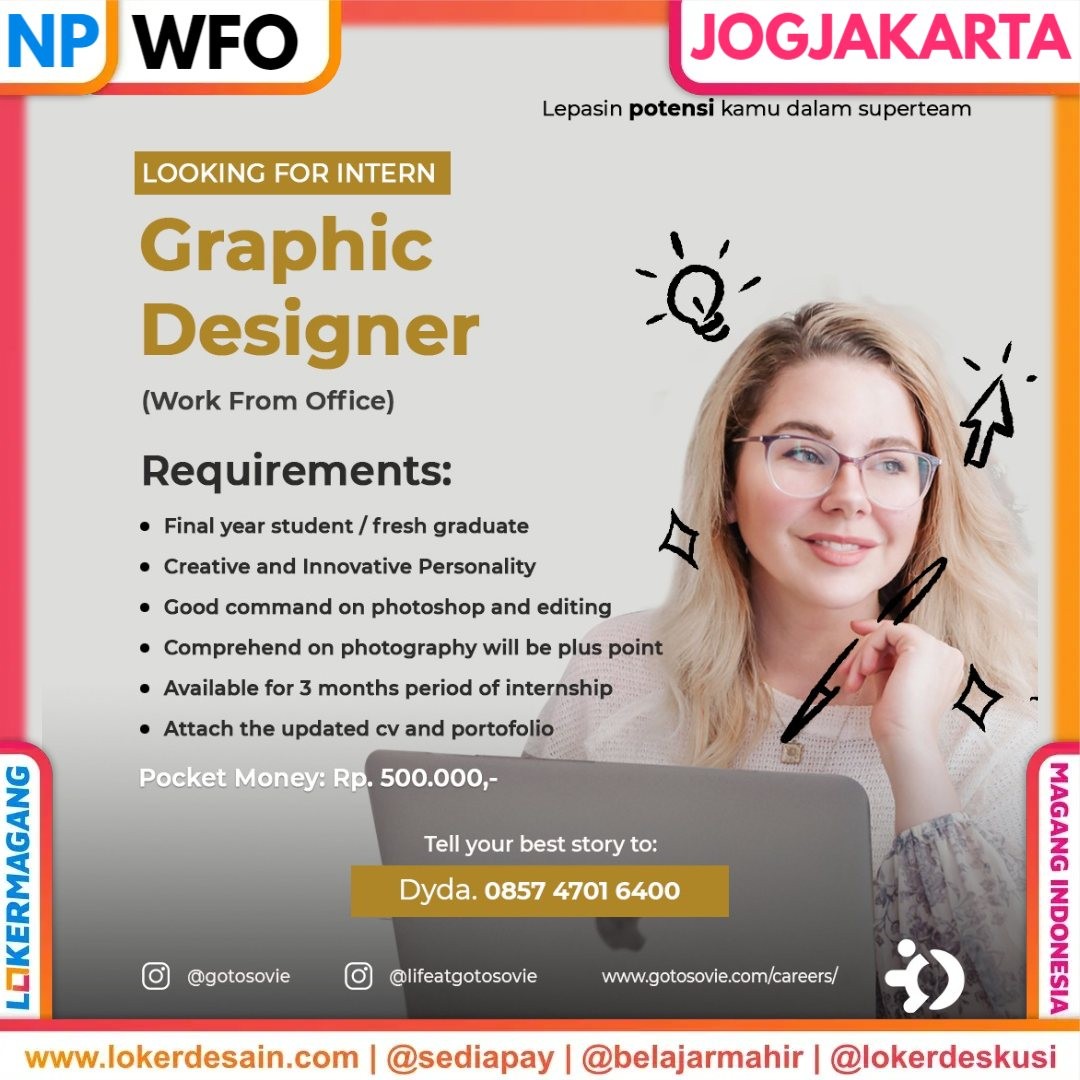 NP WFO
JOGJAKARTA
Lepasin potensi kamu dalam superteam
LOOKING FOR INTERN
Graphic
Designer
(Work From Office)
Requirements:
• Final year student / fresh graduate
• Creative and Innovative Personality
• Good command on photoshop and editing
• Comprehend on photography will be plus point
• Available for 3 months period of internship
• Attach the updated cv and portofolio
Pocket Money: Rp. 500.000,-
Tell your best story to:
Dyda. 0857 4701 6400
@gotosovie
@lifeatgotosovie
www.gotosovie.com/careers/
LOKERMAGANG
MAGANG INDONESIA
www.lokerdesain.com | @sediapay | @belajarmahir | @lokerdeskusi